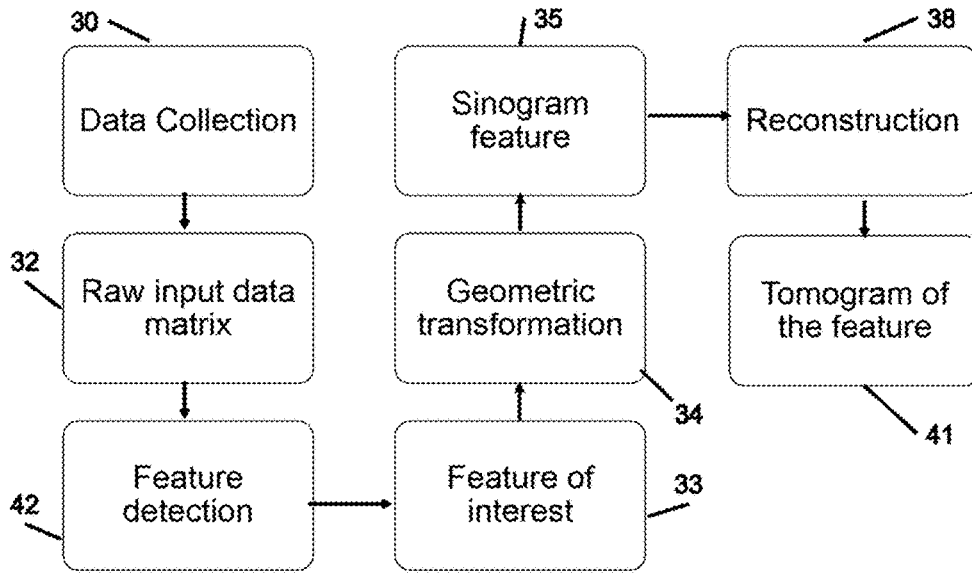 30
Data Collection
32
Raw input data
matrix
42
Feature
detection
Feature of
interest
33
Geometric
transformation
34
35
Sinogram
feature
38
Reconstruction
Tomogram of
the feature
41